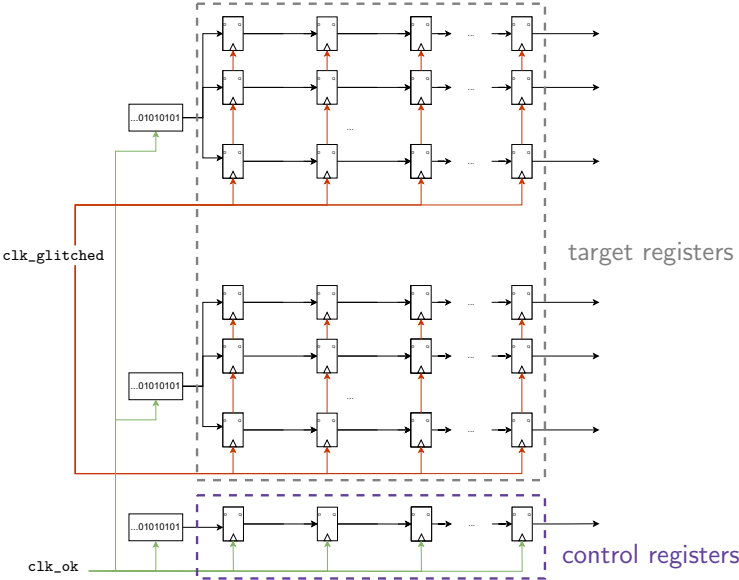 D Q D Q D Q ... D Q
D Q D Q D Q ... D Q
...01010101
...
D Q D Q D Q ... D Q
clk_glitched
target registers
D Q D Q D Q ... D Q
D Q D Q D Q ... D Q
...01010101
...
D Q D Q D Q ... D Q
...01010101
D Q D Q D Q ... D Q
control registers
clk_ok